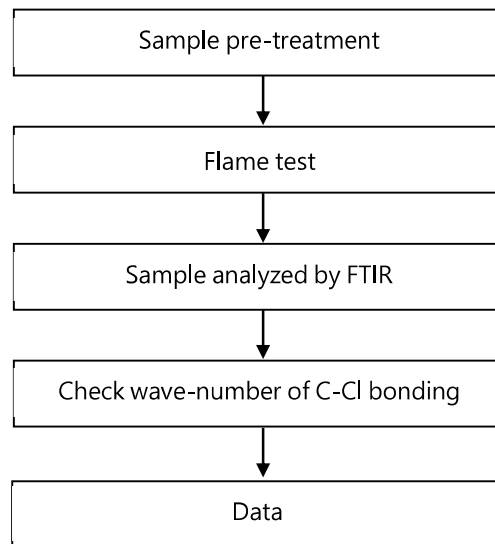 Sample pre-treatment
Flame test
Sample analyzed by FTIR
Check wave-number of C-Cl bonding
Data